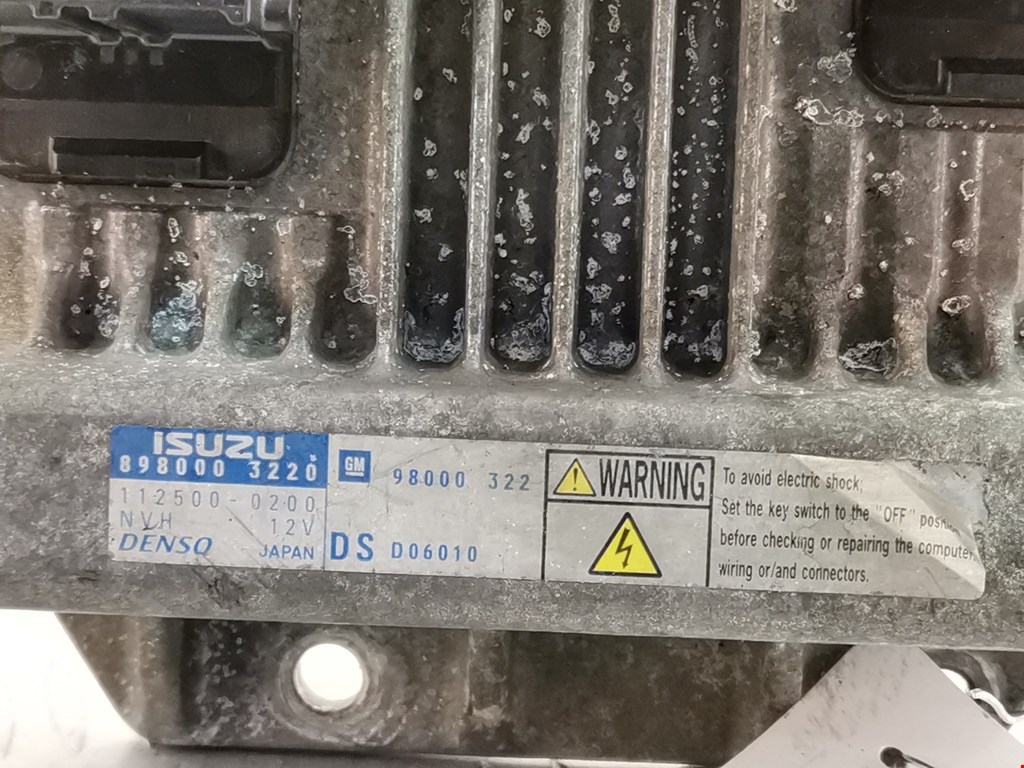 ISUZU
898000 3220
112500-0200
NVH 12V
DENSO JAPAN
GM 98000 322
DS D06010
WARNING
To avoid electric shock;
Set the key switch to the "OFF"
before checking or repairing the computer
wiring or/and connectors.